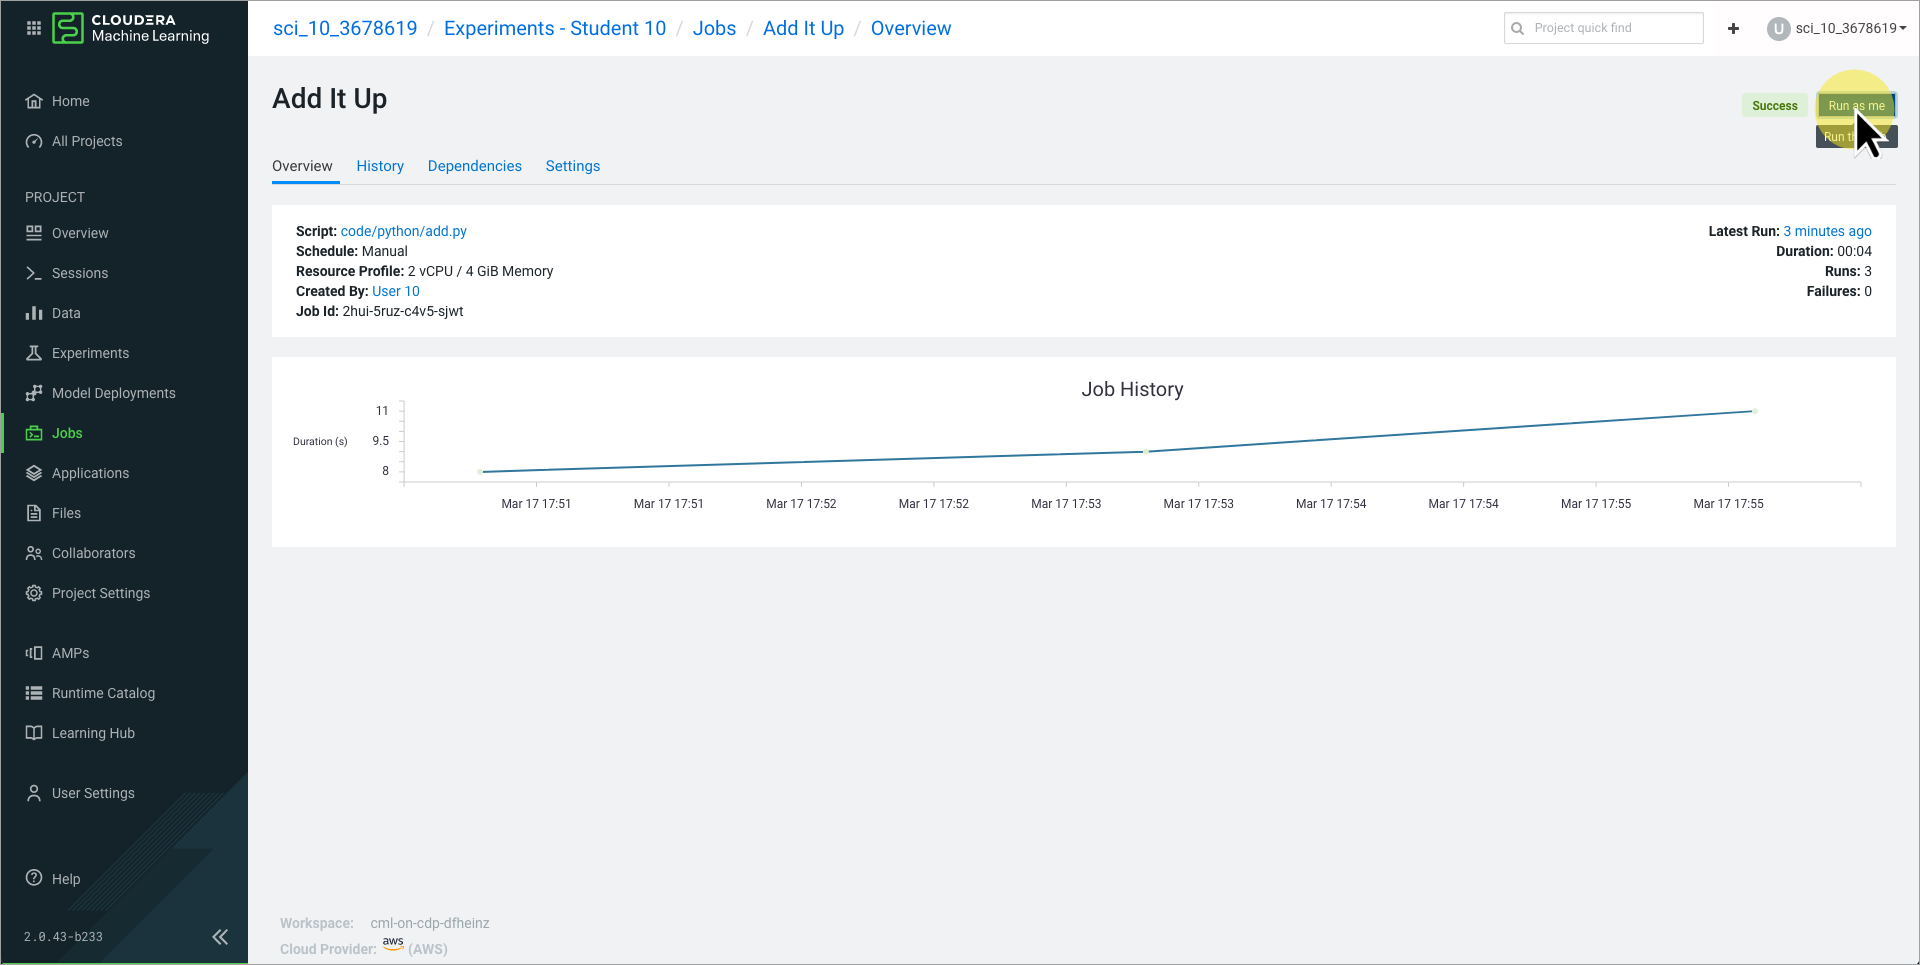 CLOUDERA
Machine Learning
sci_10_3678619 / Experiments - Student 10 / Jobs / Add It Up / Overview
Project quick find
+
U
sci_10_3678619
Home
All Projects
PROJECT
Overview
Sessions
Data
Experiments
Model Deployments
Jobs
Applications
Files
Collaborators
Project Settings
AMPs
Runtime Catalog
Learning Hub
User Settings
Help
2.0.43-b233
Add It Up
Success
Run as me
Run
Overview History Dependencies Settings
Script: code/python/add.py
Schedule: Manual
Resource Profile: 2 vCPU / 4 GiB Memory
Created By: User 10
Job Id: 2hui-5ruz-c4v5-sjwt
Latest Run: 3 minutes ago
Duration: 00:04
Runs: 3
Failures: 0
Job History
Duration (s)
11
9.5
8
Mar 17 17:51 Mar 17 17:51 Mar 17 17:52 Mar 17 17:52 Mar 17 17:53 Mar 17 17:53 Mar 17 17:54 Mar 17 17:54 Mar 17 17:55 Mar 17 17:55
Workspace: cml-on-cdp-dfheinz
Cloud Provider: aws (AWS)